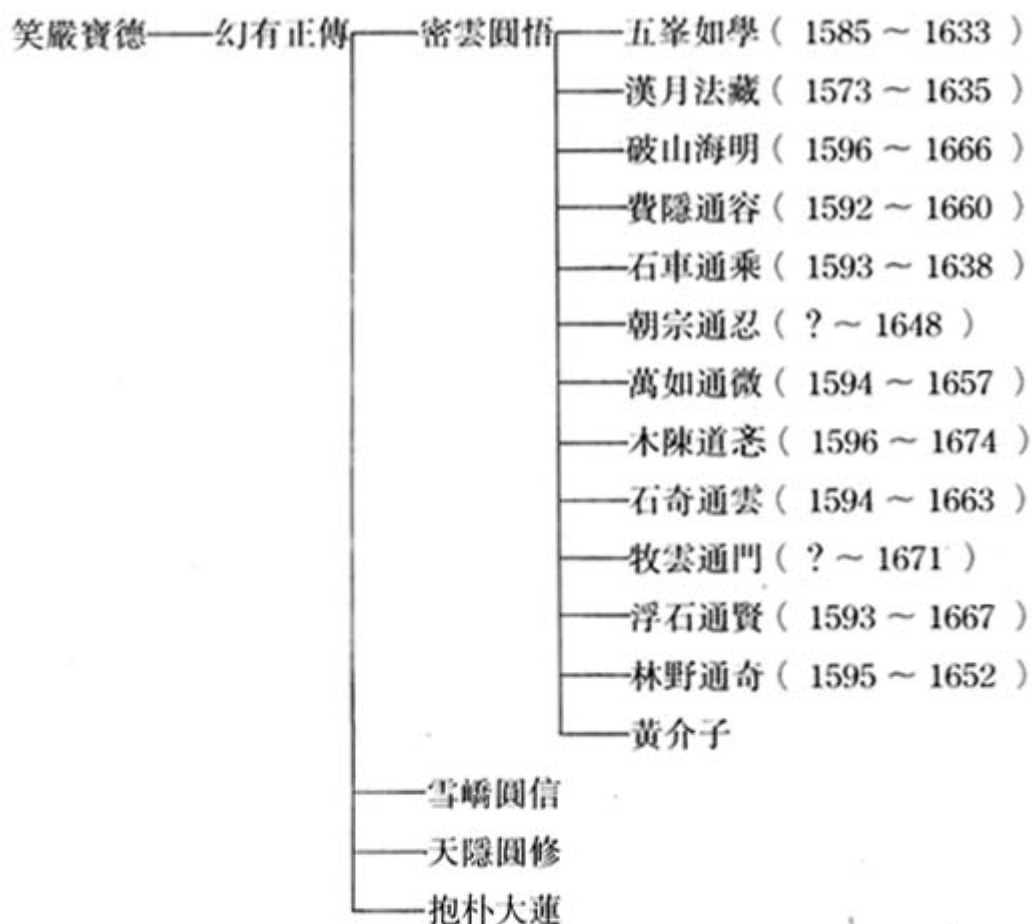 笑嚴寶德 幻有正傳 密雲圓悟 五峯如學（1585～1633）
漢月法藏（1573～1635）
破山海明（1596～1666）
費隱通容（1592～1660）
石車通乘（1593～1638）
朝宗通忍（?～1648）
萬如通微（1594～1657）
木陳道忞（1596～1674）
石奇通雲（1594～1663）
牧雲通門（?～1671）
浮石通賢（1593～1667）
林野通奇（1595～1652）
黃介子
雪嶠圓信
天隱圓修
抱朴大蓮